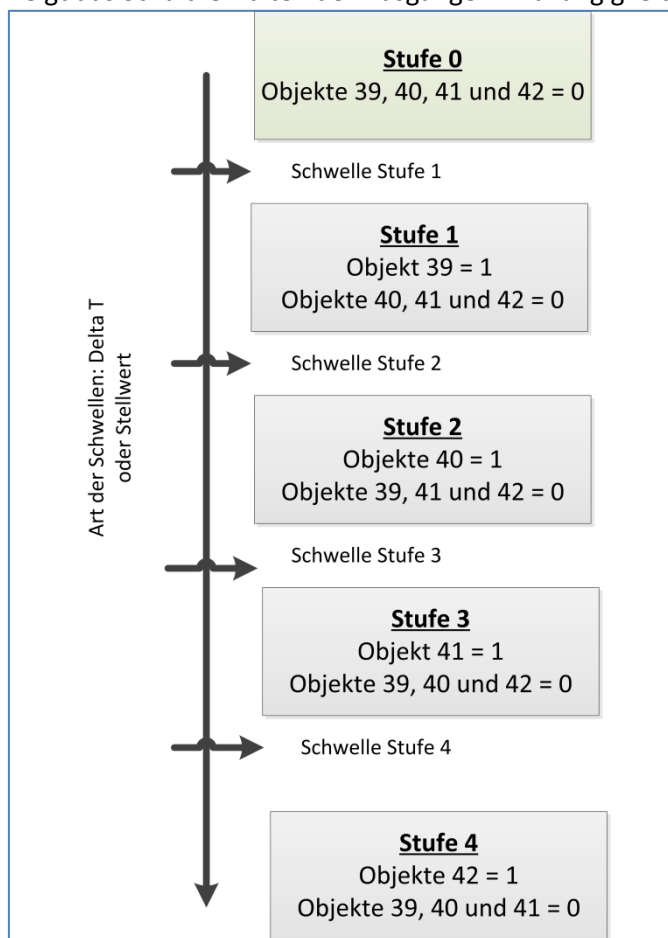 Stufe 0
Objekte 39, 40, 41 und 42 = 0
Schwelle Stufe 1
Stufe 1
Objekt 39 = 1
Objekte 40, 41 und 42 = 0
Art der Schwellen: Delta T
oder Stellwert
Schwelle Stufe 2
Stufe 2
Objekte 40 = 1
Objekte 39, 41 und 42 = 0
Schwelle Stufe 3
Stufe 3
Objekt 41 = 1
Objekte 39, 40 und 42 = 0
Schwelle Stufe 4
Stufe 4
Objekte 42 = 1
Objekte 39, 40 und 41 = 0